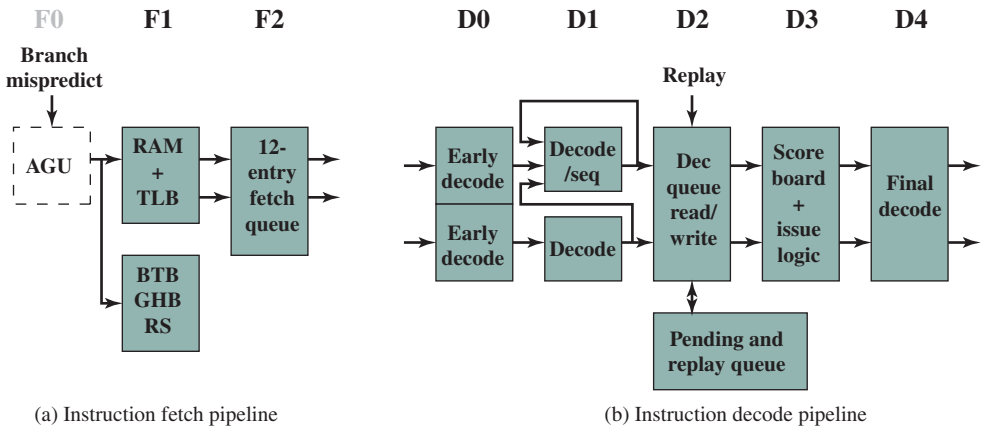 F0
F1
F2
Branch
mispredict
AGU
RAM
+
TLB
12-
entry
fetch
queue
BTB
GHB
RS
(a) Instruction fetch pipeline
D0
D1
D2
D3
D4
Replay
Early
decode
Early
decode
Decode
/seq
Decode
Dec
queue
read/
write
Score
board
+
issue
logic
Final
decode
Pending and
replay queue
(b) Instruction decode pipeline